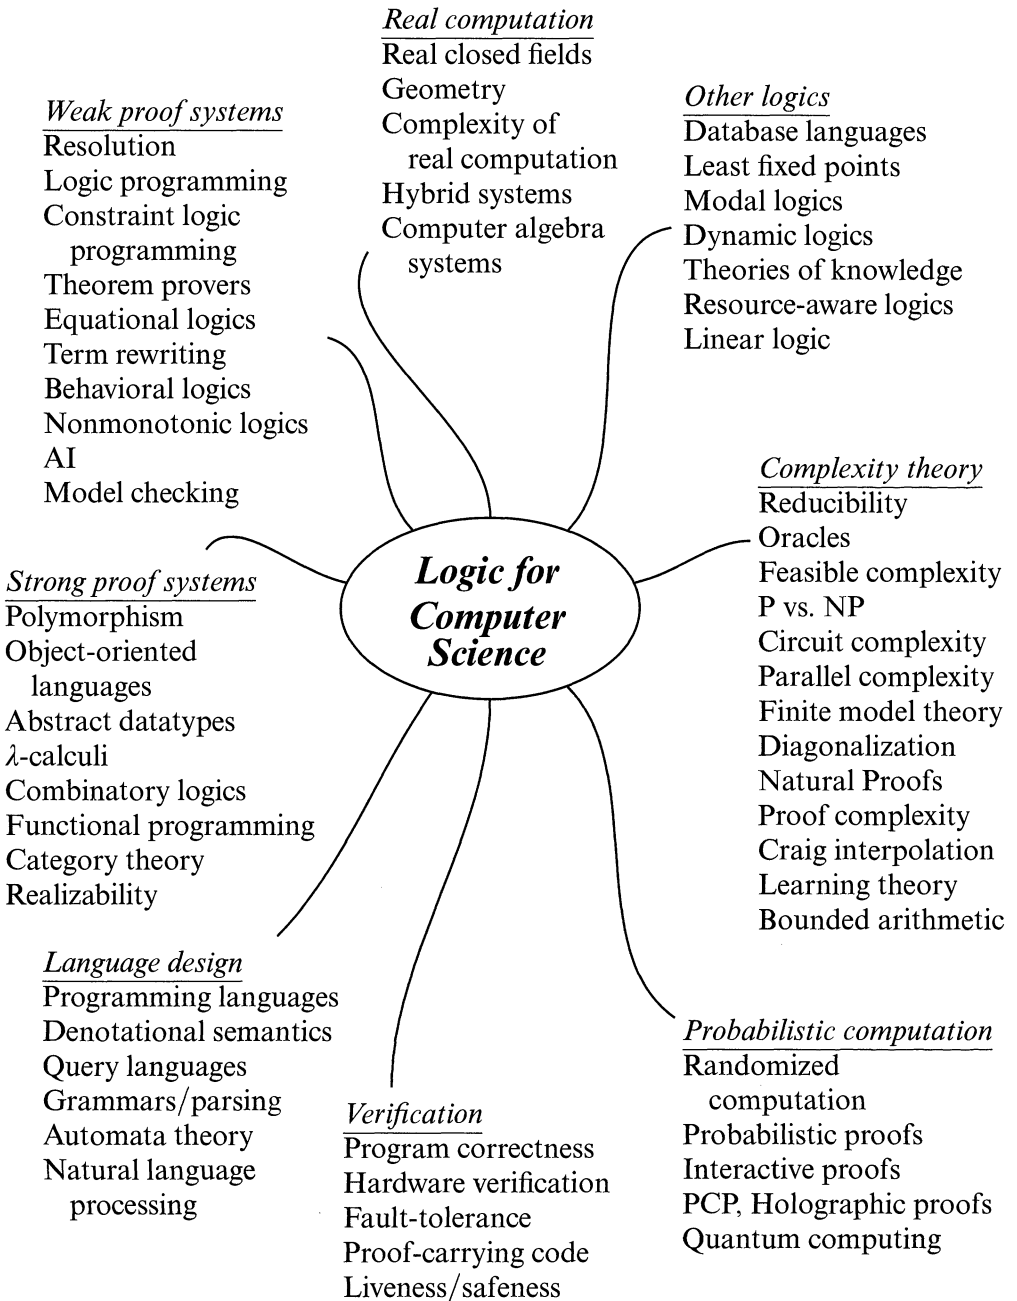 Real computation
Real closed fields
Geometry
Complexity of
real computation
Hybrid systems
Computer algebra
systems
Weak proof systems
Resolution
Logic programming
Constraint logic
programming
Theorem provers
Equational logics
Term rewriting
Behavioral logics
Nonmonotonic logics
AI
Model checking
Other logics
Database languages
Least fixed points
Modal logics
Dynamic logics
Theories of knowledge
Resource-aware logics
Linear logic
Logic for
Computer
Science
Complexity theory
Reducibility
Oracles
Feasible complexity
P vs. NP
Circuit complexity
Parallel complexity
Finite model theory
Diagonalization
Natural Proofs
Proof complexity
Craig interpolation
Learning theory
Bounded arithmetic
Strong proof systems
Polymorphism
Object-oriented
languages
Abstract datatypes
λ-calculi
Combinatory logics
Functional programming
Category theory
Realizability
Language design
Programming languages
Denotational semantics
Query languages
Grammars/parsing
Automata theory
Natural language
processing
Verification
Program correctness
Hardware verification
Fault-tolerance
Proof-carrying code
Liveness/safeness
Probabilistic computation
Randomized
computation
Probabilistic proofs
Interactive proofs
PCP, Holographic proofs
Quantum computing